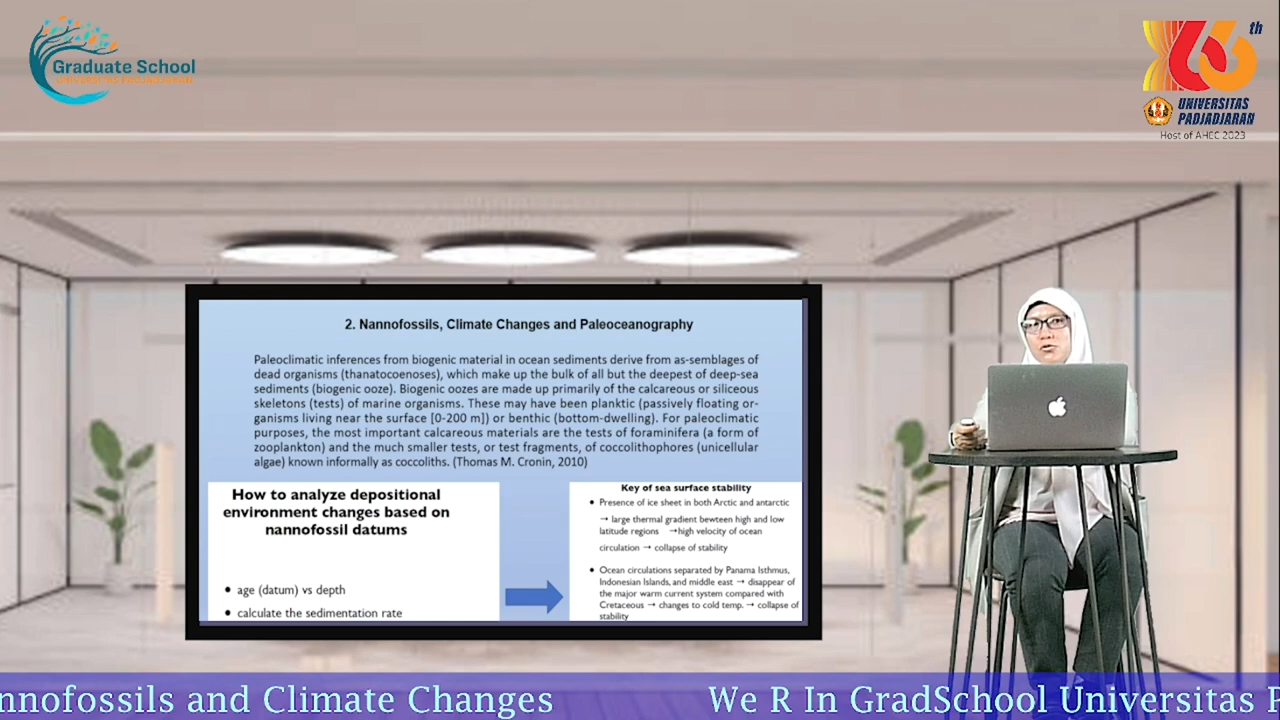 Graduate School
UNIVERSITAS PADJADJARAN
66 th
UNIVERSITAS
PADJADJARAN
Host of AHCC 2023
2. Nannofossils, Climate Changes and Paleoceanography
Paleoclimatic inferences from biogenic material in ocean sediments derive from as-semblages of
dead organisms (thanatocoenoses), which make up the bulk of all but the deepest of deep-sea
sediments (biogenic ooze). Biogenic oozes are made up primarily of the calcareous or siliceous
skeletons (tests) of marine organisms. These may have been planktic (passively floating or-
ganisms living near the surface [0-200 m]) or benthic (bottom-dwelling). For paleoclimatic
purposes, the most important calcareous materials are the tests of foraminifera (a form of
zooplankton) and the much smaller tests, or test fragments, of coccolithophores (unicellular
algae) known informally as coccoliths. (Thomas M. Cronin, 2010)
How to analyze depositional
environment changes based on
nannofossil datums
• age (datum) vs depth
• calculate the sedimentation rate
Key of sea surface stability
• Presence of ice sheet in both Arctic and antarctic
→ large thermal gradient bewteen high and low
latitude regions →high velocity of ocean
circulation → collapse of stability
• Ocean circulations separated by Panama Isthmus,
Indonesian Islands, and middle east → disappear of
the major warm current system compared with
Cretaceous → changes to cold temp. → collapse of
stability
nnofossils and Climate Changes We R In GradSchool Universitas P